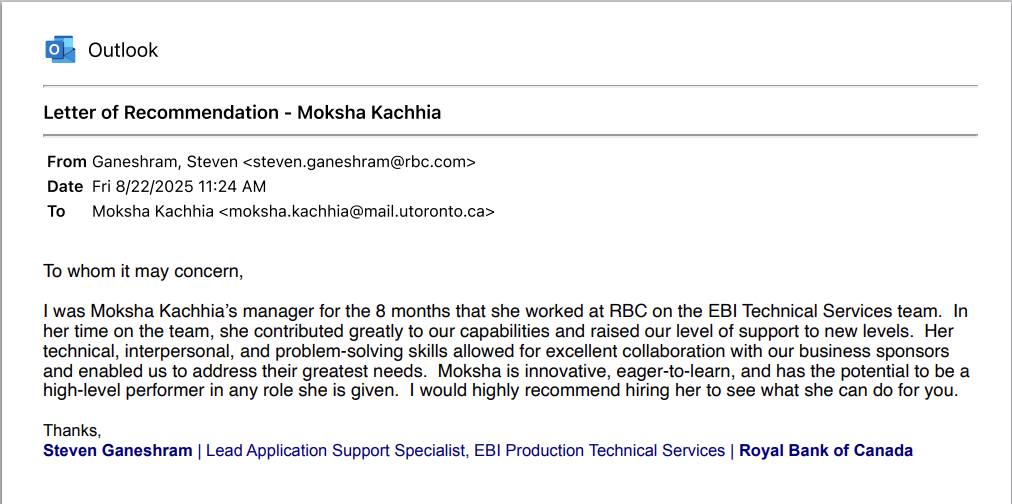 Outlook
Letter of Recommendation - Moksha Kachhia
From Ganeshram, Steven <steven.ganeshram@rbc.com>
Date Fri 8/22/2025 11:24 AM
To Moksha Kachhia <moksha.kachhia@mail.utoronto.ca>
To whom it may concern,
I was Moksha Kachhia’s manager for the 8 months that she worked at RBC on the EBI Technical Services team.  In
her time on the team, she contributed greatly to our capabilities and raised our level of support to new levels.  Her
technical, interpersonal, and problem-solving skills allowed for excellent collaboration with our business sponsors
and enabled us to address their greatest needs.  Moksha is innovative, eager-to-learn, and has the potential to be a
high-level performer in any role she is given.  I would highly recommend hiring her to see what she can do for you.
Thanks,
Steven Ganeshram | Lead Application Support Specialist, EBI Production Technical Services | Royal Bank of Canada